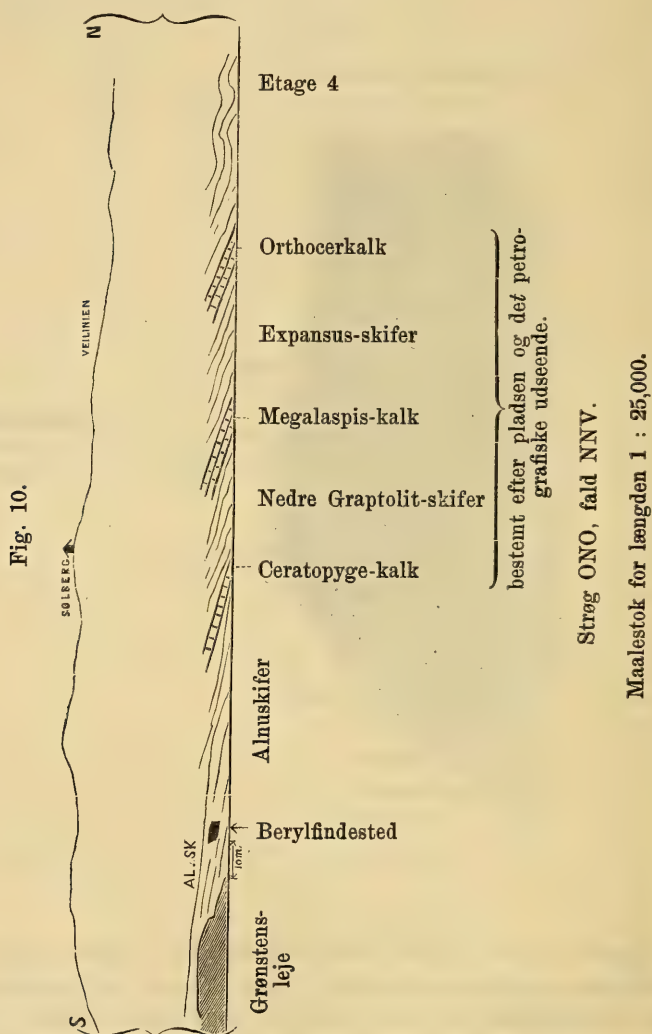 Fig. 10.
N
VEILINIEN
SØLBERG
S
AL. SK
10m.
Etage 4
Orthocerkalk
Expansus-skifer
Megalaspis-kalk
Nedre Graptolit-skifer
Ceratopyge-kalk
Alnuskifer
Berylfindested
Grønstens-
leje
bestemt efter pladsen og det petro-
grafiske udseende.
Strøg ONO, fald NNV.
Maalestok for længden 1 : 25,000.